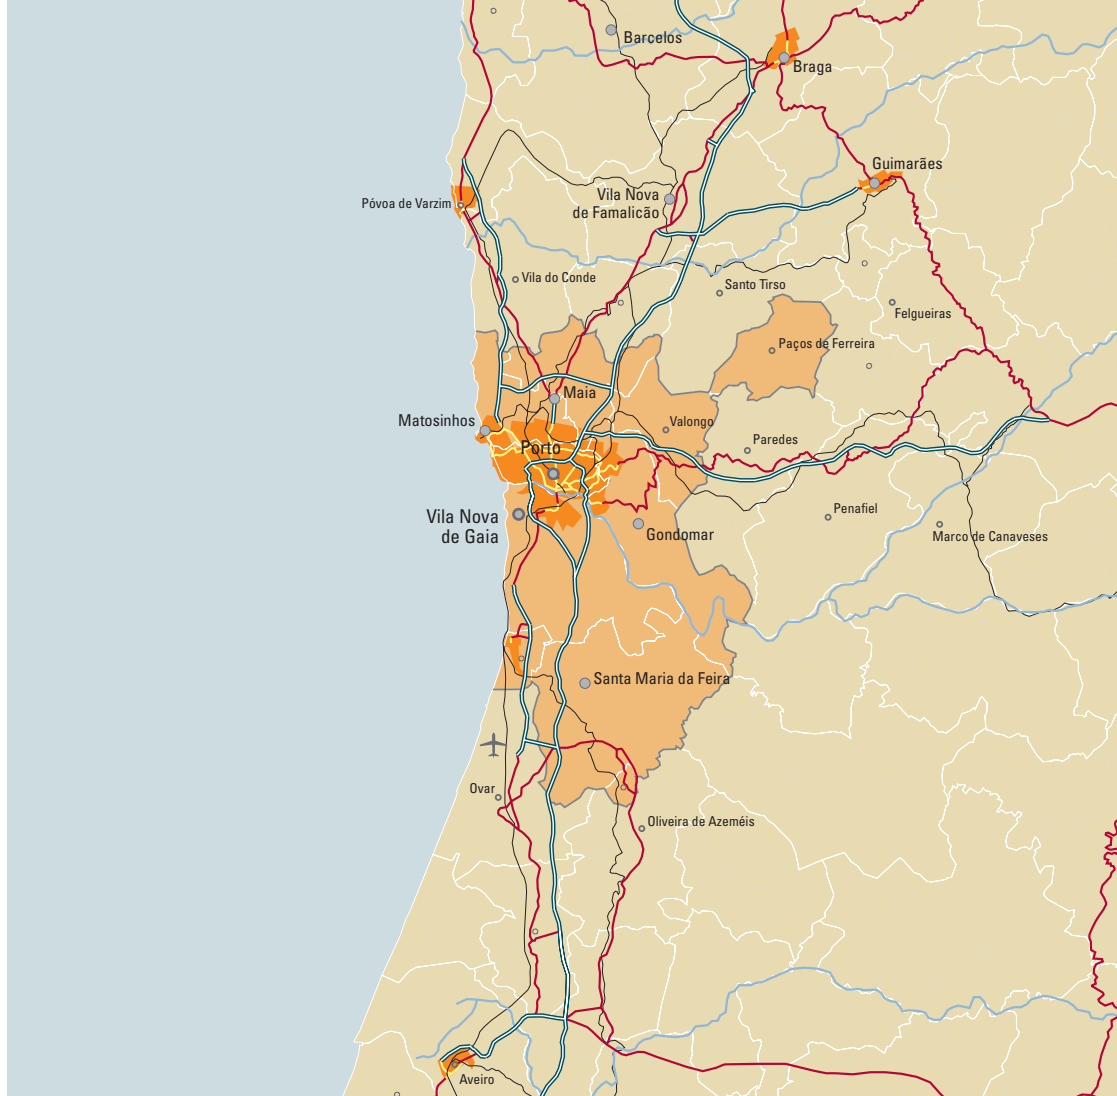 Barcelos
Braga
Guimarães
Vila Nova
de Famalicão
Póvoa de Varzim
Vila do Conde
Santo Tirso
Felgueiras
Paços de Ferreira
Maia
Matosinhos
Valongo
Porto
Paredes
Penafiel
Vila Nova
de Gaia
Gondomar
Marco de Canaveses
Santa Maria da Feira
Ovar
Oliveira de Azeméis
Aveiro